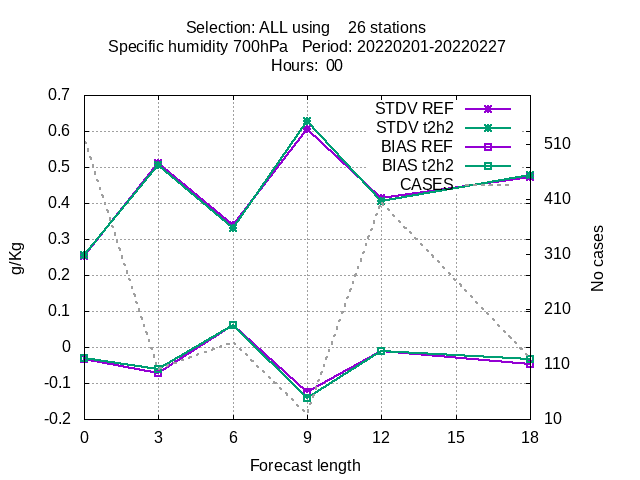 Selection: ALL using    26 stations
Specific humidity 700hPa   Period: 20220201-20220227
Hours:  00
0.7
0.6
0.5
0.4
0.3
0.2
0.1
0
-0.1
-0.2
g/Kg
STDV REF
STDV t2h2
BIAS REF
BIAS t2h2
CASES
510
410
310
210
110
10
No cases
0 3 6 9 12 15 18
Forecast length